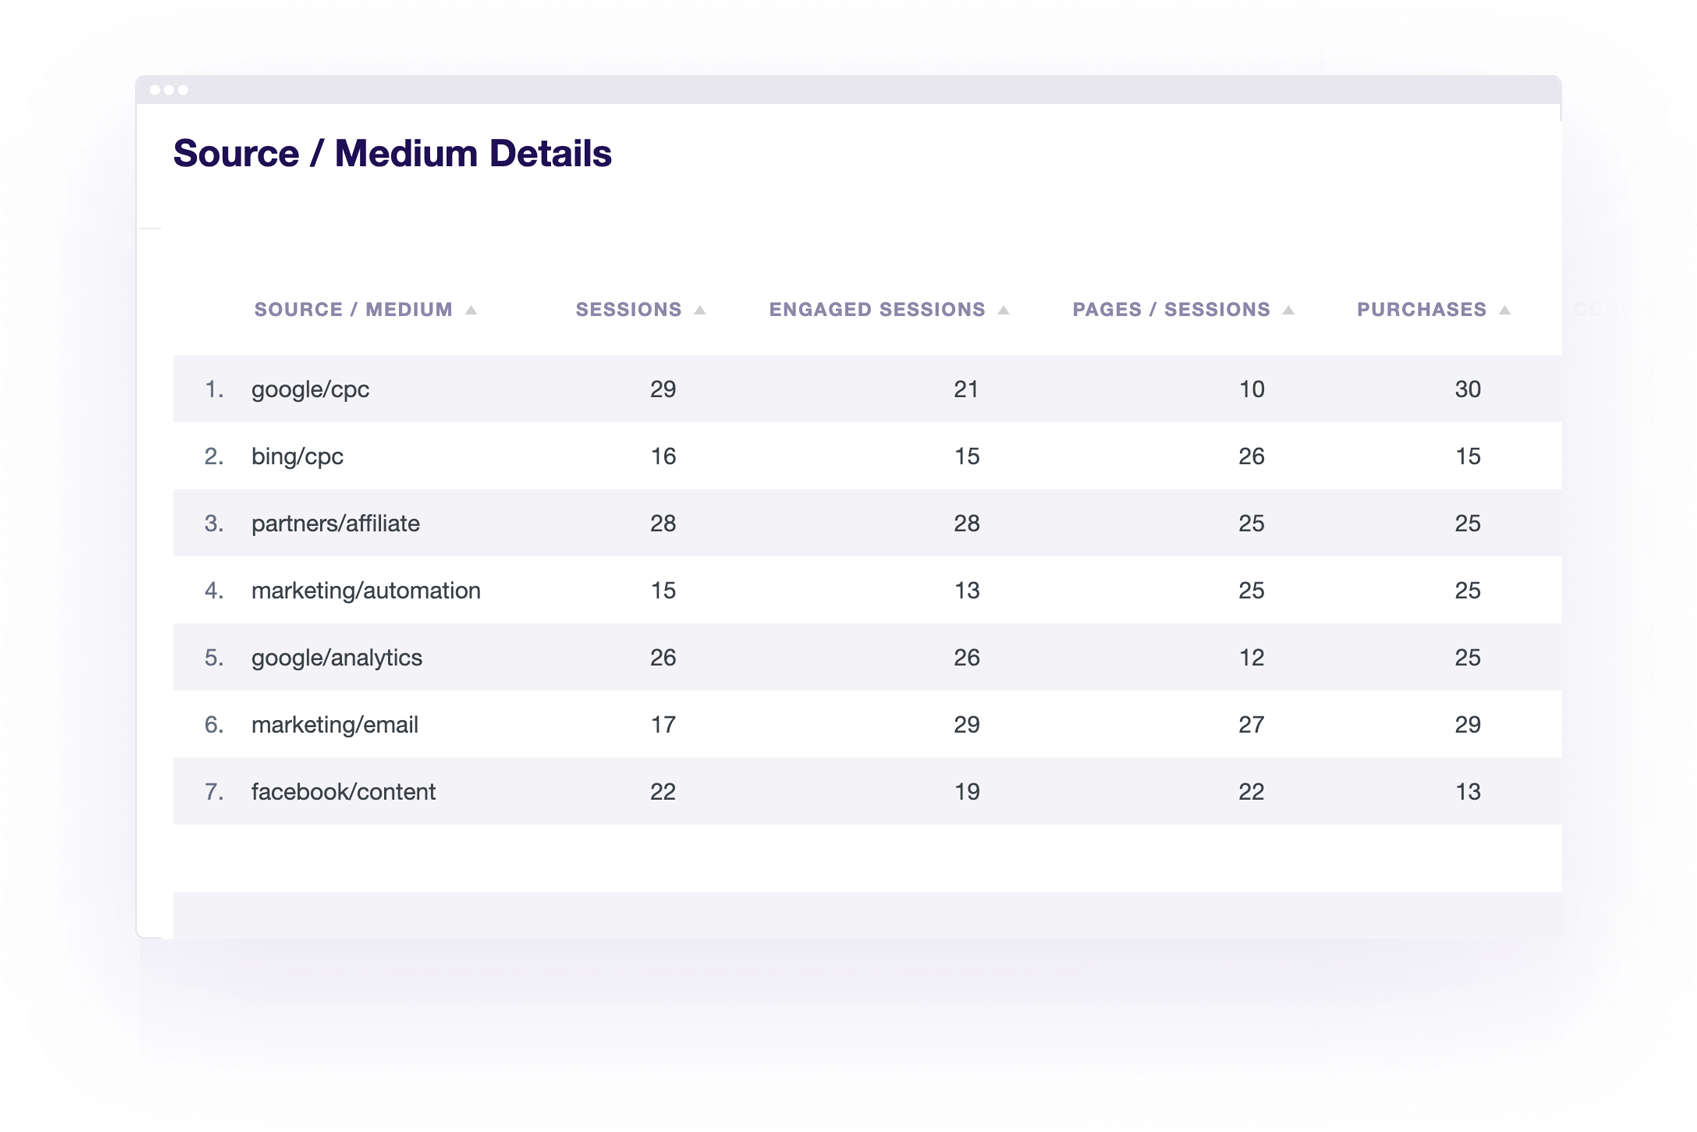 Source / Medium Details
SOURCE / MEDIUM SESSIONS ENGAGED SESSIONS PAGES / SESSIONS PURCHASES
1. google/cpc 29 21 10 30
2. bing/cpc 16 15 26 15
3. partners/affiliate 28 28 25 25
4. marketing/automation 15 13 25 25
5. google/analytics 26 26 12 25
6. marketing/email 17 29 27 29
7. facebook/content 22 19 22 13